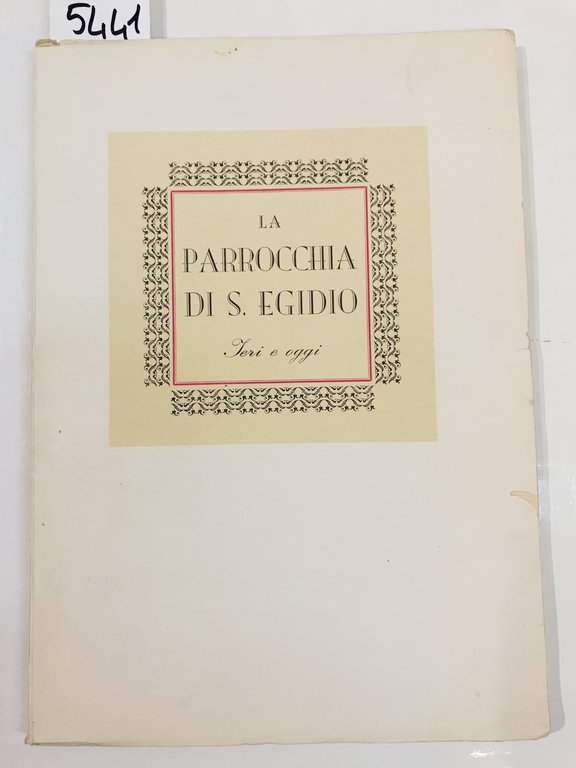 5441
LA
PARROCCHIA
DI S. EGIDIO
Ieri e oggi